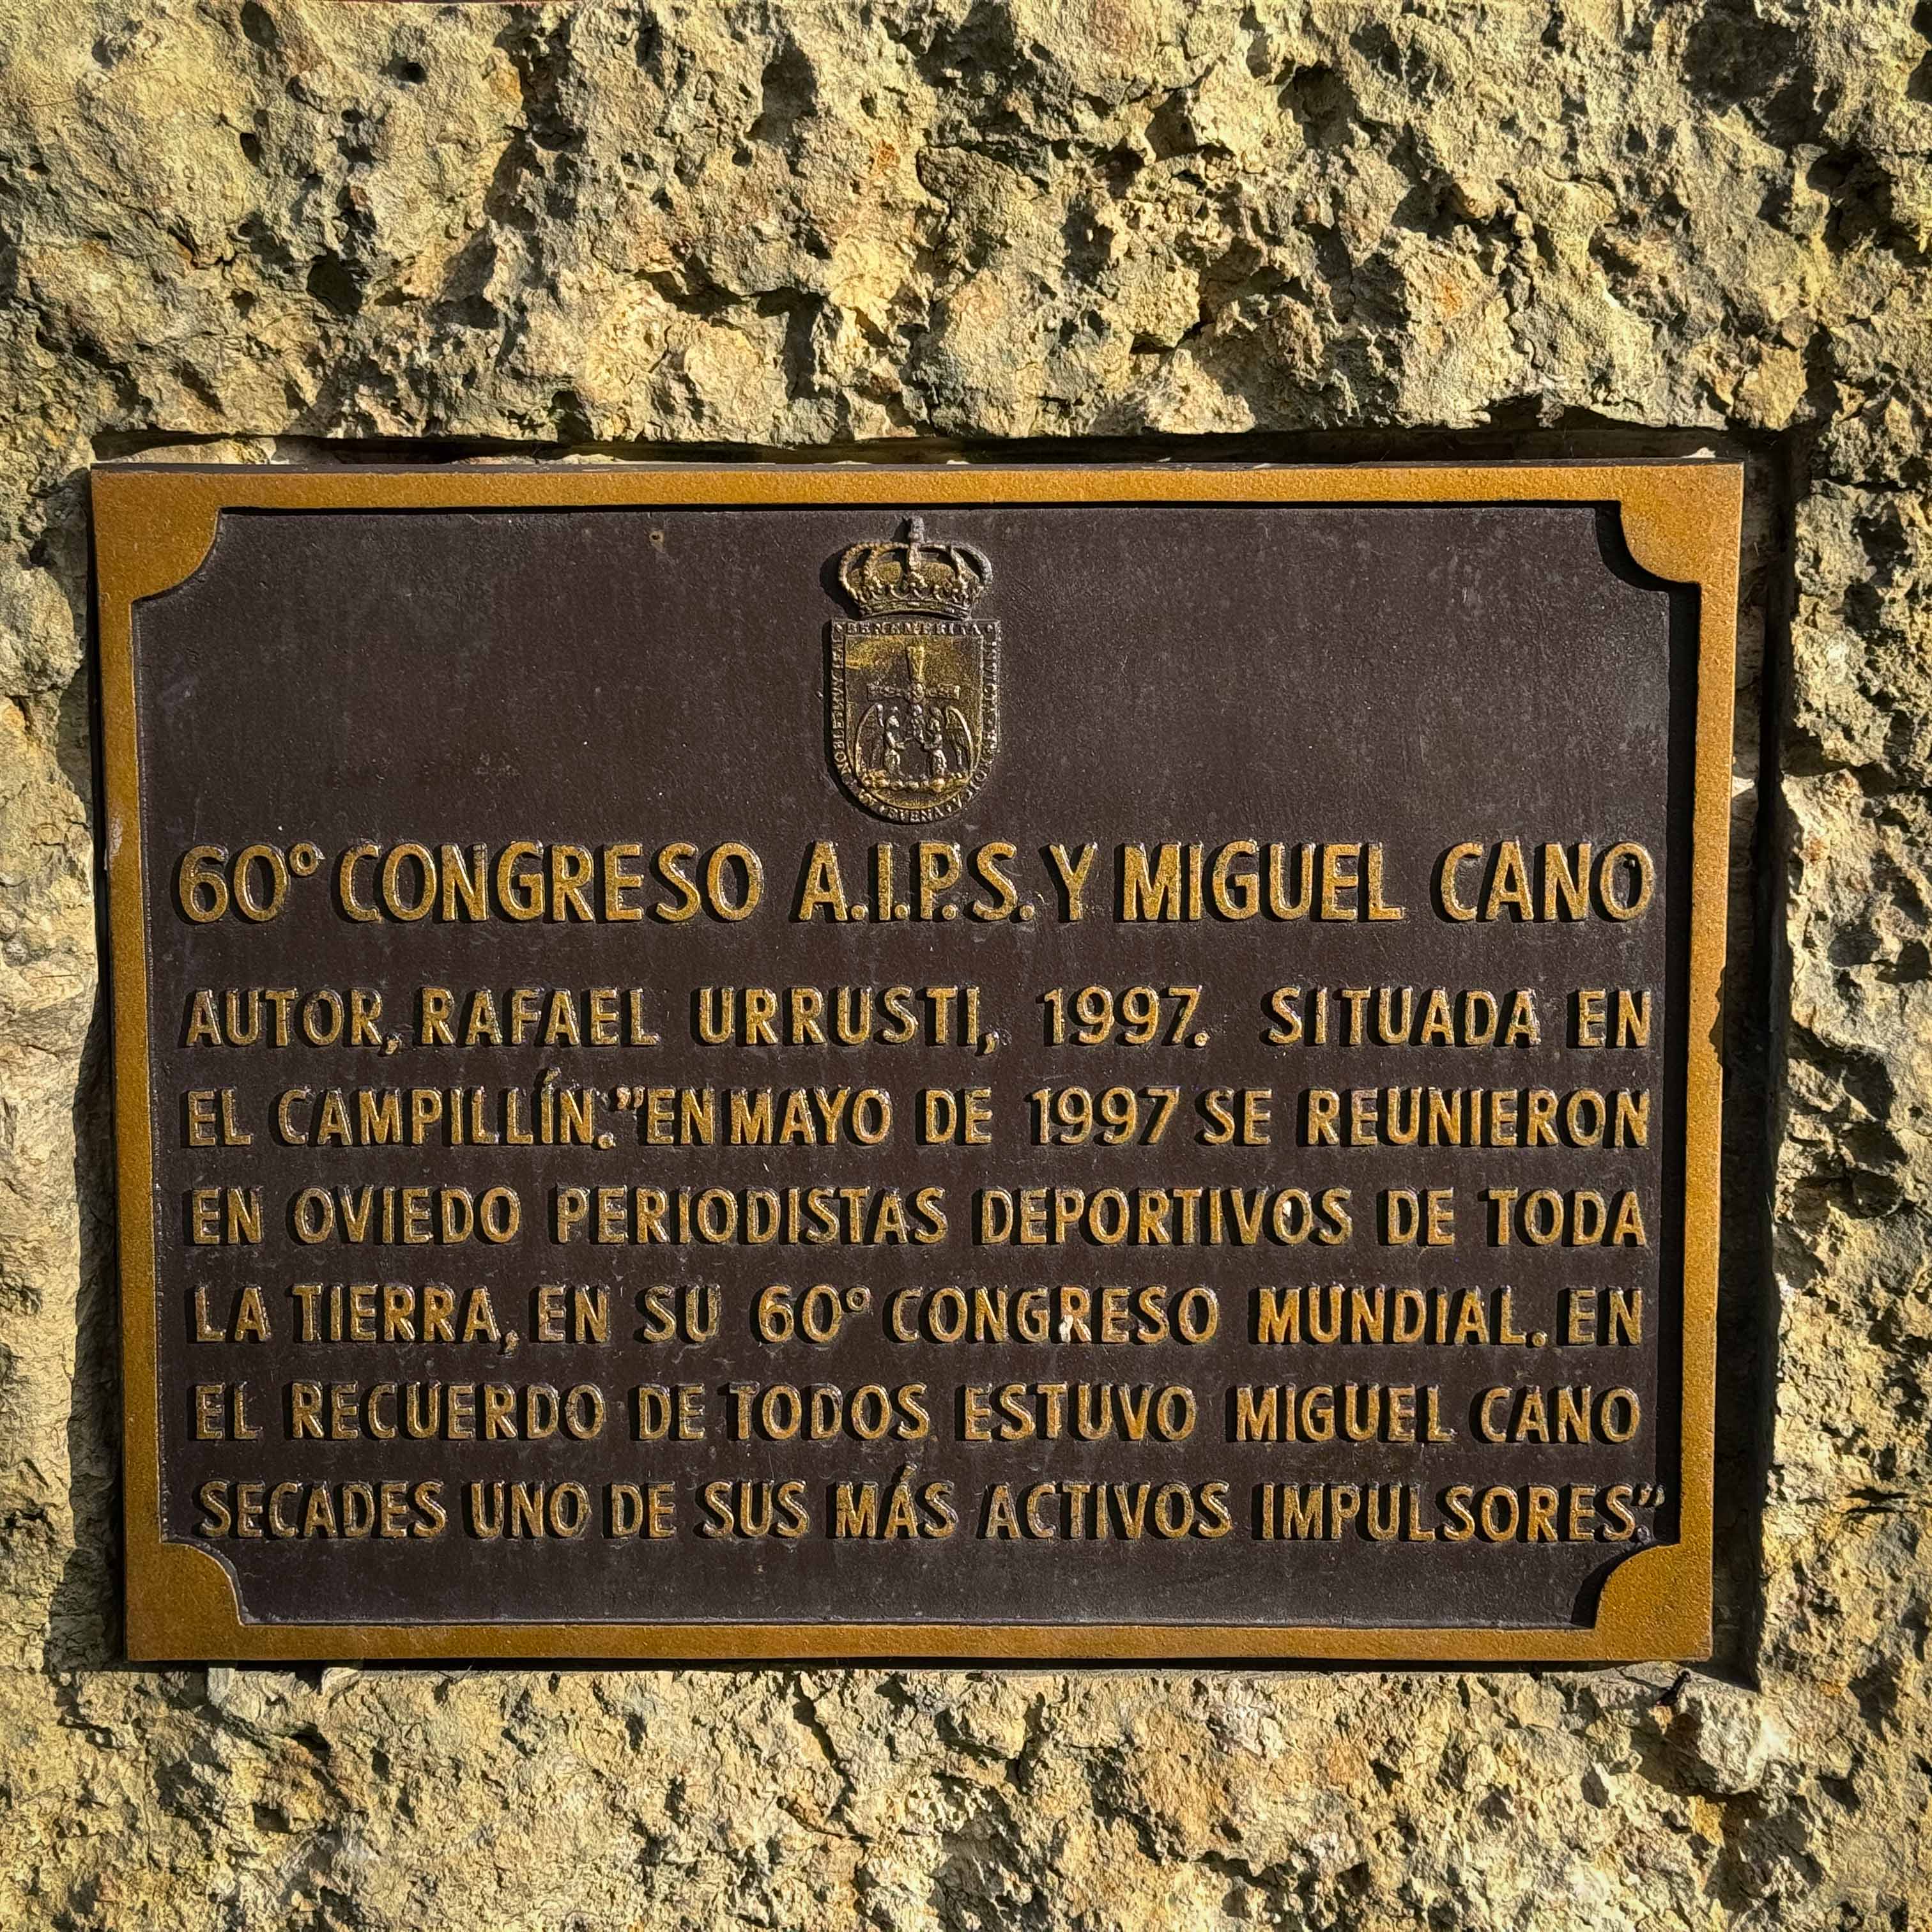 BENEMERITA
60º CONGRESO A.I.P.S. Y MIGUEL CANO
AUTOR, RAFAEL URRUSTI, 1997. SITUADA EN
EL CAMPILLÍN."EN MAYO DE 1997 SE REUNIERON
EN OVIEDO PERIODISTAS DEPORTIVOS DE TODA
LA TIERRA, EN SU 60º CONGRESO MUNDIAL. EN
EL RECUERDO DE TODOS ESTUVO MIGUEL CANO
SECADES UNO DE SUS MÁS ACTIVOS IMPULSORES."